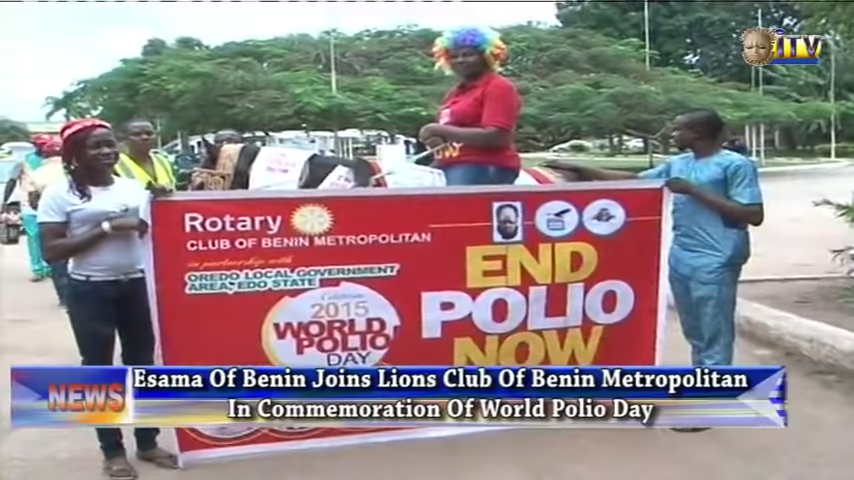 iTV
Rotary
CLUB OF BENIN METROPOLITAN
in partnership with
OREDO LOCAL GOVERNMENT
AREA, EDO STATE
Celebrate
2015
WORLD
POLIO
DAY
END
POLIO
NOW
NEWS
Esama Of Benin Joins Lions Club Of Benin Metropolitan
In Commemoration Of World Polio Day